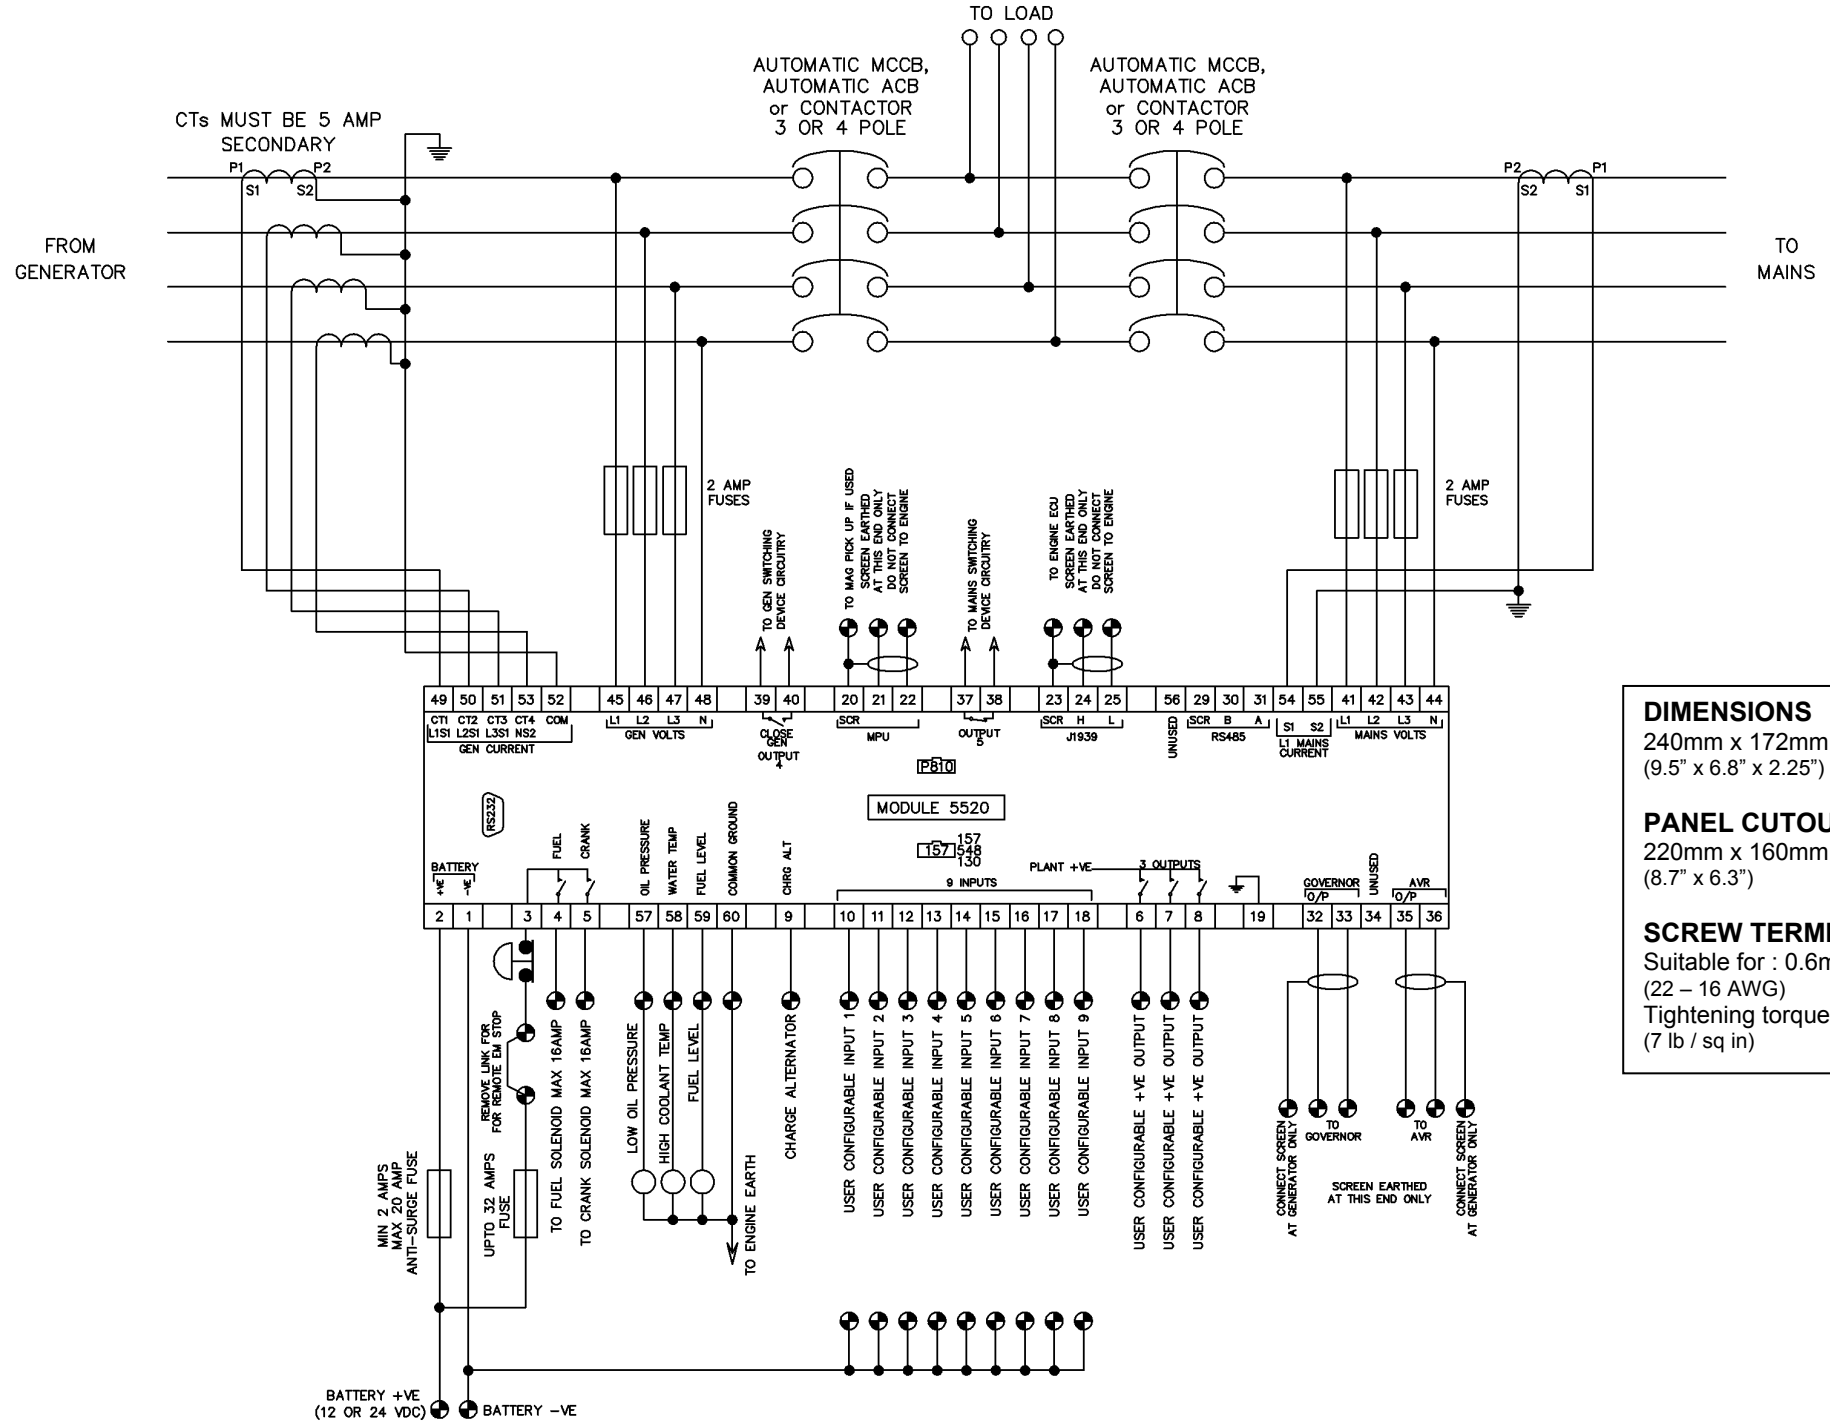 TO LOAD
AUTOMATIC MCCB,
AUTOMATIC ACB
or CONTACTOR
3 OR 4 POLE
AUTOMATIC MCCB,
AUTOMATIC ACB
or CONTACTOR
3 OR 4 POLE
CTs MUST BE 5 AMP
SECONDARY
P1 P2
S1 S2
P2 P1
S2 S1
FROM
GENERATOR
TO
MAINS
2 AMP
FUSES
2 AMP
FUSES
TO GEN SWITCHING
DEVICE CIRCUITRY
TO MAG PICK UP IF USED
SCREEN EARTHED
AT THIS END ONLY
DO NOT CONNECT
SCREEN TO ENGINE
TO MAINS SWITCHING
DEVICE CIRCUITRY
TO ENGINE ECU
SCREEN EARTHED
AT THIS END ONLY
DO NOT CONNECT
SCREEN TO ENGINE
49 50 51 53 52 45 46 47 48 39 40 20 21 22 37 38 23 24 25 56 29 30 31 54 55 41 42 43 44
CT1 CT2 CT3 CT4 COM
L1S1 L2S1 L3S1 NS2
GEN CURRENT
L1 L2 L3 N
GEN VOLTS
CLOSE
GEN
OUTPUT
4
SCR
MPU
OUTPUT
5
SCR H L
J1939
UNUSED
SCR B A
RS485
S1 S2
L1 MAINS
CURRENT
L1 L2 L3 N
MAINS VOLTS
P810
MODULE 5520
RS232
157
157 548
130
BATTERY
+VE
-VE
FUEL
CRANK
OIL PRESSURE
WATER TEMP
FUEL LEVEL
COMMON GROUND
CHRG ALT
9 INPUTS
PLANT +VE
3 OUTPUTS
GOVERNOR
O/P
UNUSED
AVR
O/P
2 1 3 4 5 57 58 59 60 9 10 11 12 13 14 15 16 17 18 6 7 8 19 32 33 34 35 36
REMOVE LINK FOR
FOR REMOTE EM STOP
MIN 2 AMPS
MAX 20 AMP
ANTI-SURGE FUSE
UPTO 32 AMPS
FUSE
TO FUEL SOLENOID MAX 16AMP
TO CRANK SOLENOID MAX 16AMP
LOW OIL PRESSURE
HIGH COOLANT TEMP
FUEL LEVEL
TO ENGINE EARTH
CHARGE ALTERNATOR
USER CONFIGURABLE INPUT 1
USER CONFIGURABLE INPUT 2
USER CONFIGURABLE INPUT 3
USER CONFIGURABLE INPUT 4
USER CONFIGURABLE INPUT 5
USER CONFIGURABLE INPUT 6
USER CONFIGURABLE INPUT 7
USER CONFIGURABLE INPUT 8
USER CONFIGURABLE INPUT 9
USER CONFIGURABLE +VE OUTPUT
USER CONFIGURABLE +VE OUTPUT
USER CONFIGURABLE +VE OUTPUT
CONNECT SCREEN
AT GENERATOR ONLY
TO
GOVERNOR
TO
AVR
CONNECT SCREEN
AT GENERATOR ONLY
SCREEN EARTHED
AT THIS END ONLY
BATTERY +VE
(12 OR 24 VDC)
BATTERY -VE
DIMENSIONS
240mm x 172mm
(9.5” x 6.8” x 2.25”)
PANEL CUTOU
220mm x 160mm
(8.7” x 6.3”)
SCREW TERMI
Suitable for : 0.6m
(22 – 16 AWG)
Tightening torque
(7 lb / sq in)